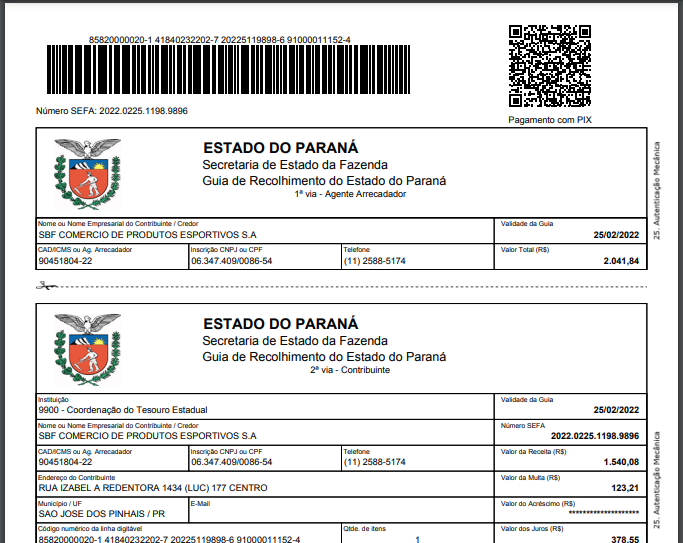 85820000020-1 41840232202-7 20225119898-6 91000011152-4
Número SEFA: 2022.0225.1198.9896
Pagamento com PIX
ESTADO DO PARANÁ
Secretaria de Estado da Fazenda
Guia de Recolhimento do Estado do Paraná
1ª via - Agente Arrecadador
25. Autenticação Mecânica
Nome ou Nome Empresarial do Contribuinte / Credor
SBF COMERCIO DE PRODUTOS ESPORTIVOS S.A
Validade da Guia
25/02/2022
CAD/ICMS ou Ag. Arrecadador
90451804-22
Inscrição CNPJ ou CPF
06.347.409/0086-54
Telefone
(11) 2588-5174
Valor Total (R$)
2.041,84
ESTADO DO PARANÁ
Secretaria de Estado da Fazenda
Guia de Recolhimento do Estado do Paraná
2ª via - Contribuinte
Instituição
9900 - Coordenação do Tesouro Estadual
Validade da Guia
25/02/2022
Nome ou Nome Empresarial do Contribuinte / Credor
SBF COMERCIO DE PRODUTOS ESPORTIVOS S.A
Número SEFA
2022.0225.1198.9896
CAD/ICMS ou Ag. Arrecadador
90451804-22
Inscrição CNPJ ou CPF
06.347.409/0086-54
Telefone
(11) 2588-5174
Valor da Receita (R$)
1.540,08
Endereço do Contribuinte
RUA IZABEL A REDENTORA 1434 (LUC) 177 CENTRO
Valor da Multa (R$)
123,21
Município / UF
SAO JOSE DOS PINHAIS / PR
E-Mail
Valor do Acréscimo (R$)
********************
25. Autenticação Mecânica
Código numérico da linha digitável
85820000020-1 41840232202-7 20225119898-6 91000011152-4
Qtde. de itens
1
Valor dos Juros (R$)
378,55